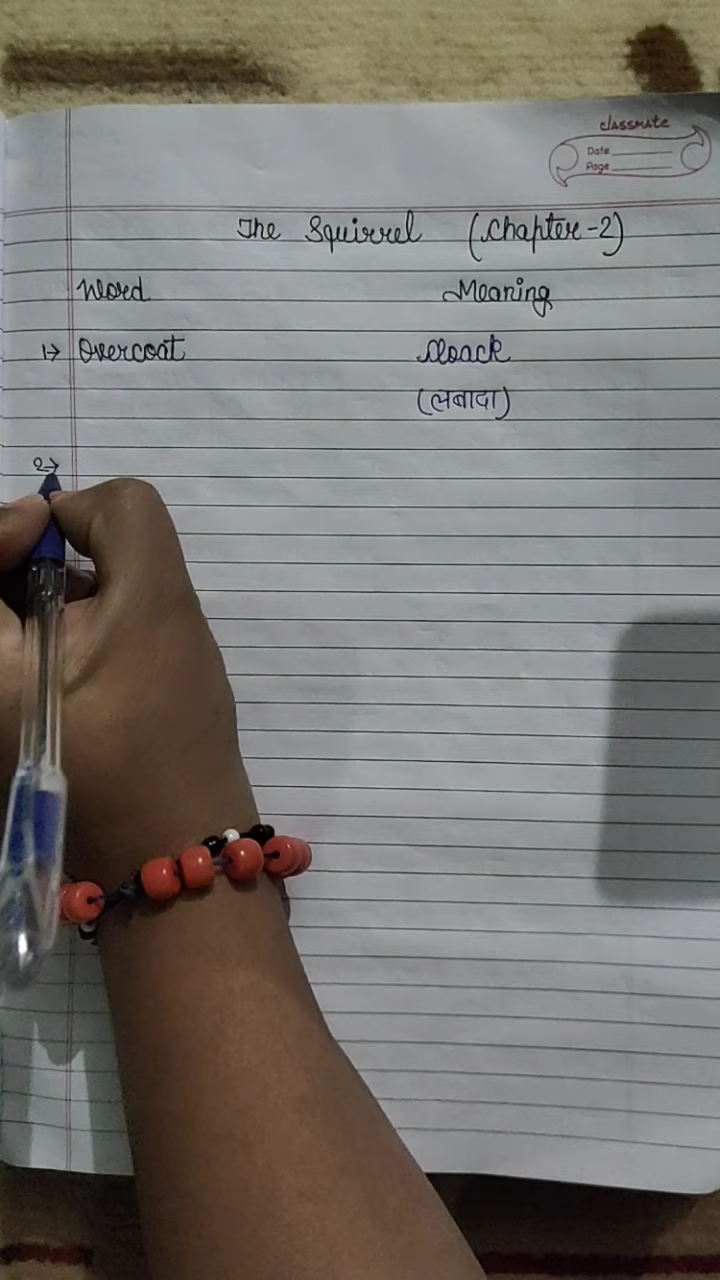 classmate
Date
Page
The Squirrel (Chapter-2)
Word Meaning
1→ Overcoat Cloack
(लबादा)
2→